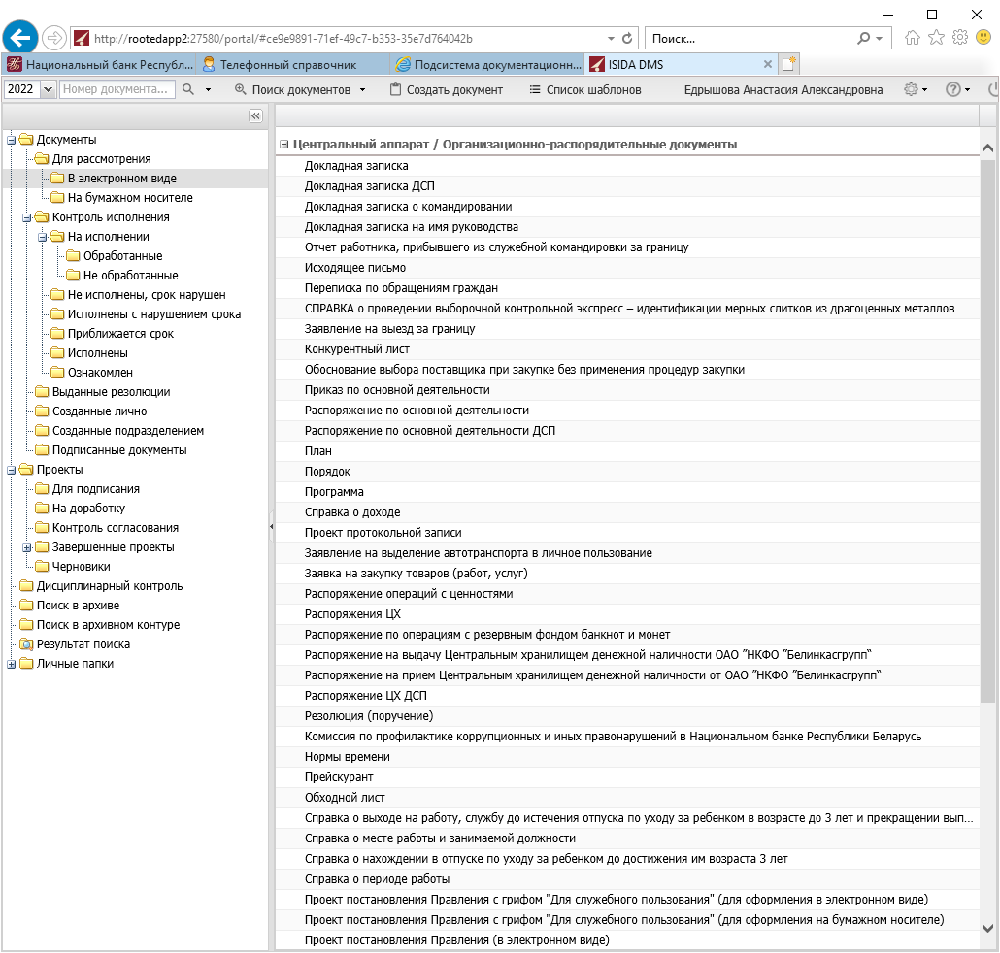 http://rootedapp2:27580/portal/#ce9e9891-71ef-49c7-b353-35e7d764042b
Поиск...
Национальный банк Республ...
Телефонный справочник
Подсистема документационн...
ISIDA DMS
2022
Номер документа...
Поиск документов
Создать документ
Список шаблонов
Едрышова Анастасия Александровна
Документы
Для рассмотрения
В электронном виде
На бумажном носителе
Контроль исполнения
На исполнении
Обработанные
Не обработанные
Не исполнены, срок нарушен
Исполнены с нарушением срока
Приближается срок
Исполнены
Ознакомлен
Выданные резолюции
Созданные лично
Созданные подразделением
Подписанные документы
Проекты
Для подписания
На доработку
Контроль согласования
Завершенные проекты
Черновики
Дисциплинарный контроль
Поиск в архиве
Поиск в архивном контуре
Результат поиска
Личные папки
Центральный аппарат / Организационно-распорядительные документы
Докладная записка
Докладная записка ДСП
Докладная записка о командировании
Докладная записка на имя руководства
Отчет работника, прибывшего из служебной командировки за границу
Исходящее письмо
Переписка по обращениям граждан
СПРАВКА о проведении выборочной контрольной экспресс – идентификации мерных слитков из драгоценных металлов
Заявление на выезд за границу
Конкурентный лист
Обоснование выбора поставщика при закупке без применения процедур закупки
Приказ по основной деятельности
Распоряжение по основной деятельности
Распоряжение по основной деятельности ДСП
План
Порядок
Программа
Справка о доходе
Проект протокольной записи
Заявление на выделение автотранспорта в личное пользование
Заявка на закупку товаров (работ, услуг)
Распоряжение операций с ценностями
Распоряжения ЦХ
Распоряжение по операциям с резервным фондом банкнот и монет
Распоряжение на выдачу Центральным хранилищем денежной наличности ОАО ”НКФО ”Белинкасгрупп“
Распоряжение на прием Центральным хранилищем денежной наличности от ОАО ”НКФО ”Белинкасгрупп“
Распоряжение ЦХ ДСП
Резолюция (поручение)
Комиссия по профилактике коррупционных и иных правонарушений в Национальном банке Республики Беларусь
Нормы времени
Прейскурант
Обходной лист
Справка о выходе на работу, службу до истечения отпуска по уходу за ребенком в возрасте до 3 лет и прекращении вып...
Справка о месте работы и занимаемой должности
Справка о нахождении в отпуске по уходу за ребенком до достижения им возраста 3 лет
Справка о периоде работы
Проект постановления Правления с грифом "Для служебного пользования" (для оформления в электронном виде)
Проект постановления Правления с грифом "Для служебного пользования" (для оформления на бумажном носителе)
Проект постановления Правления (в электронном виде)